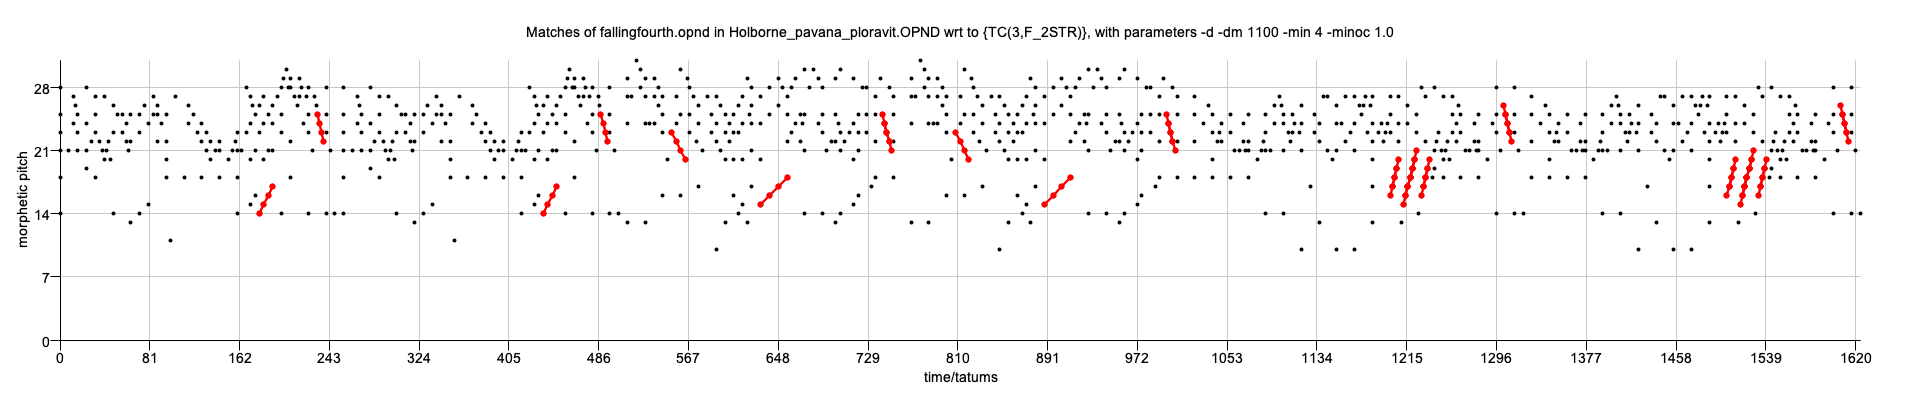 Matches of fallingfourth.opnd in Holborne_pavana_ploravit.OPND wrt to {TC(3,F_2STR)}, with parameters -d -dm 1100 -min 4 -minoc 1.0
morphetic pitch
28
21
14
7
0
0 81 162 243 324 405 486 567 648 729 810 891 972 1053 1134 1215 1296 1377 1458 1539 1620
time/tatums